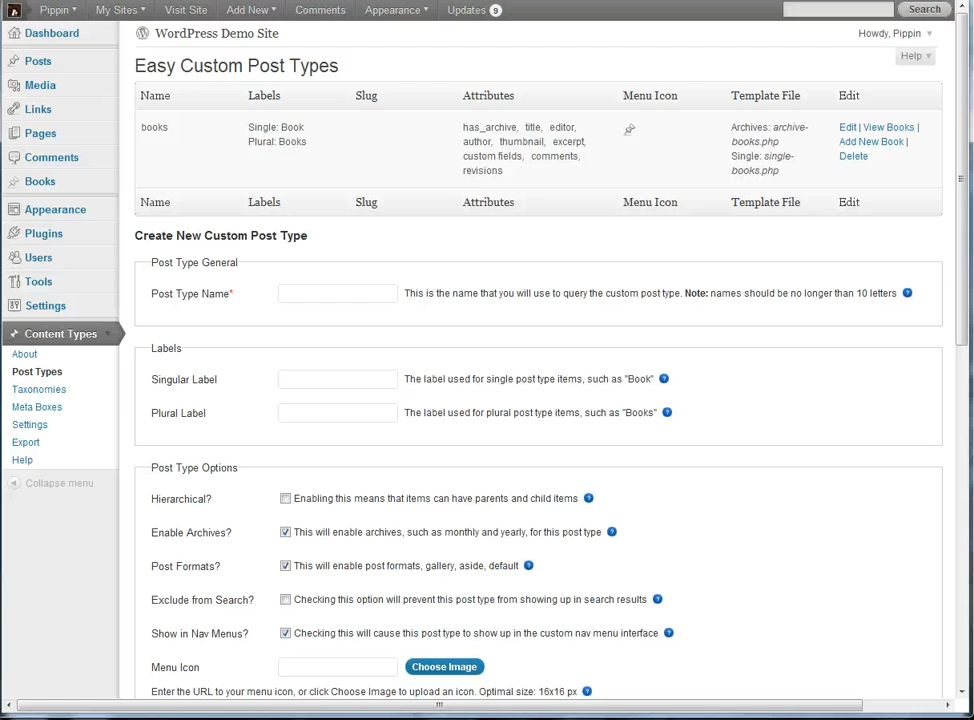 Pippin My Sites Visit Site Add New Comments Appearance Updates 9 Search
Dashboard
Posts
Media
Links
Pages
Comments
Books
Appearance
Plugins
Users
Tools
Settings
Content Types
About
Post Types
Taxonomies
Meta Boxes
Settings
Export
Help
Collapse menu
WordPress Demo Site
Howdy, Pippin
Help
Easy Custom Post Types
Name Labels Slug Attributes Menu Icon Template File Edit
books
Single: Book
Plural: Books
has_archive, title, editor,
author, thumbnail, excerpt,
custom fields, comments,
revisions
Archives: archive-
books.php
Single: single-
books.php
Edit | View Books |
Add New Book |
Delete
Name Labels Slug Attributes Menu Icon Template File Edit
Create New Custom Post Type
Post Type General
Post Type Name* This is the name that you will use to query the custom post type. Note: names should be no longer than 10 letters ?
Labels
Singular Label The label used for single post type items, such as "Book" ?
Plural Label The label used for plural post type items, such as "Books" ?
Post Type Options
Hierarchical? Enabling this means that items can have parents and child items ?
Enable Archives? This will enable archives, such as monthly and yearly, for this post type ?
Post Formats? This will enable post formats, gallery, aside, default ?
Exclude from Search? Checking this option will prevent this post type from showing up in search results ?
Show in Nav Menus? Checking this will cause this post type to show up in the custom nav menu interface ?
Menu Icon Choose Image
Enter the URL to your menu icon, or click Choose Image to upload an icon. Optimal size: 16x16 px ?